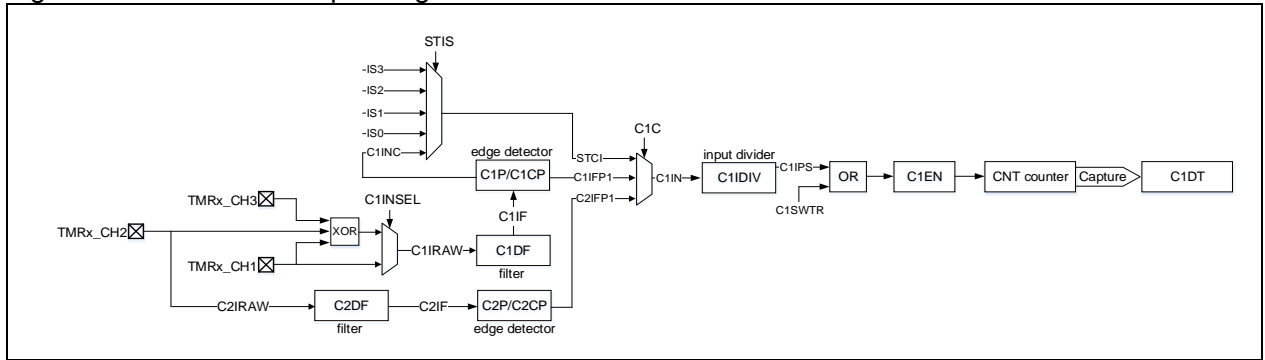 STIS
-IS3
-IS2
-IS1
-IS0
C1INC
C1C
edge detector
C1P/C1CP
STCI
C1IFP1
C2IFP1
C1IN
input divider
C1IDIV
C1IPS
C1SWTR
OR
C1EN
CNT counter
Capture
C1DT
TMRx_CH3
TMRx_CH2
TMRx_CH1
XOR
C1INSEL
C1IRAW
C1IF
C1DF
filter
C2IRAW
C2DF
filter
C2IF
C2P/C2CP
edge detector